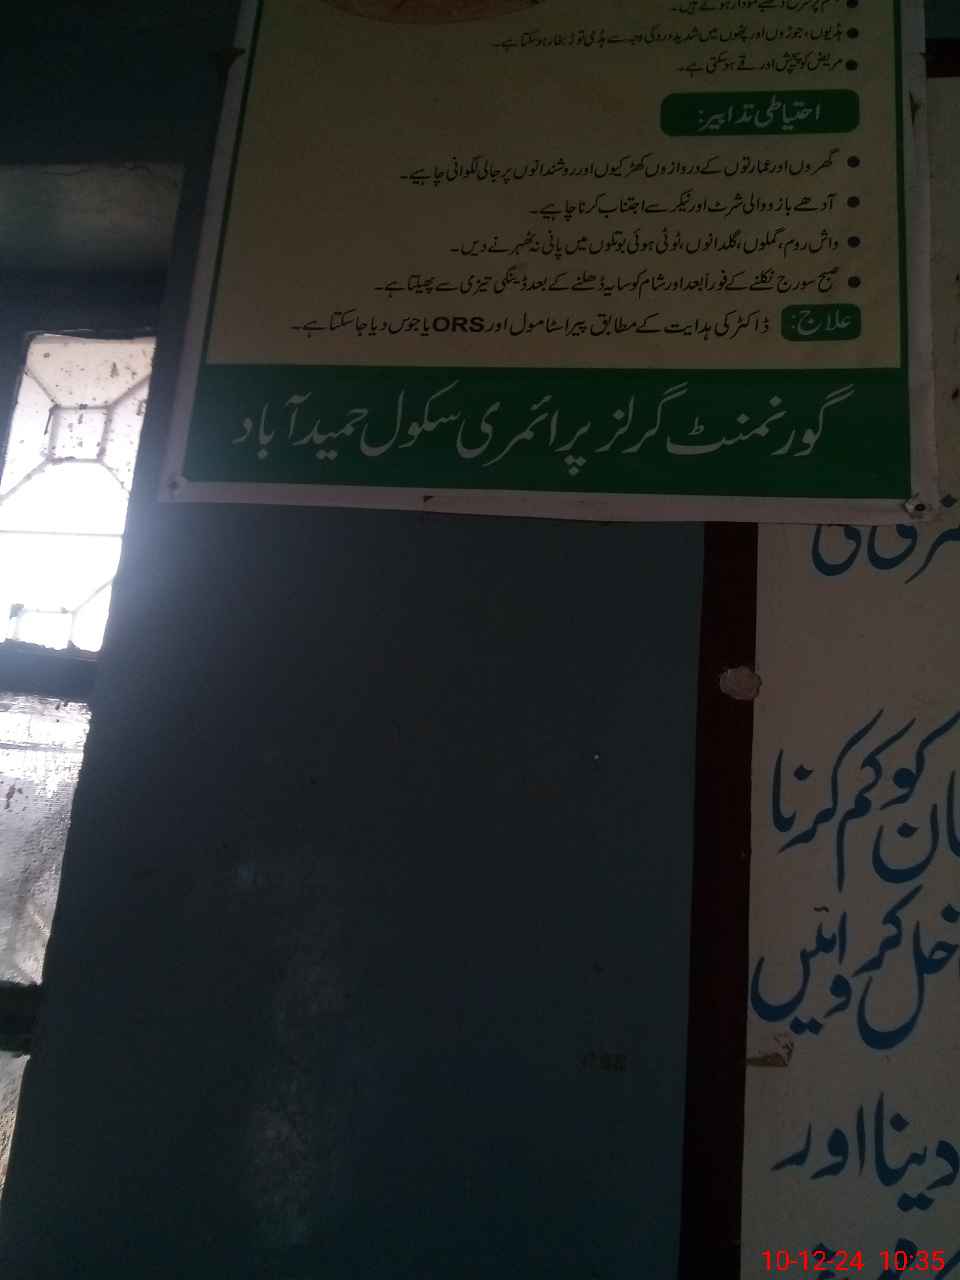 ہڈیوں، جوڑوں اور پٹھوں میں شدید درد کی وجہ سے ہڈی توڑ بخار ہو سکتا ہے۔
مریض کو پیچش اور قے ہو سکتی ہے۔
احتیاطی تدابیر:
گھروں اور عمارتوں کے دروازوں کھڑکیوں اور روشندانوں پر جالی لگوانی چاہیے۔
آدھے بازو والی شرٹ اور نیکر سے اجتناب کرنا چاہیے۔
واش روم، گملوں، گلدانوں، ٹوٹی ہوئی بوتلوں میں پانی نہ ٹھہرنے دیں۔
صبح سورج نکلنے کے فوراً بعد اور شام کو سایہ ڈھلنے کے بعد ڈینگی تیزی سے پھیلتا ہے۔
علاج: ڈاکٹر کی ہدایت کے مطابق پیراسٹامول اور ORS یا جوس دیا جا سکتا ہے۔
گورنمنٹ گرلز پرائمری سکول حمید آباد
کی
کو کم کرنا
کروائیں
دینا اور
10-12-24 10:35